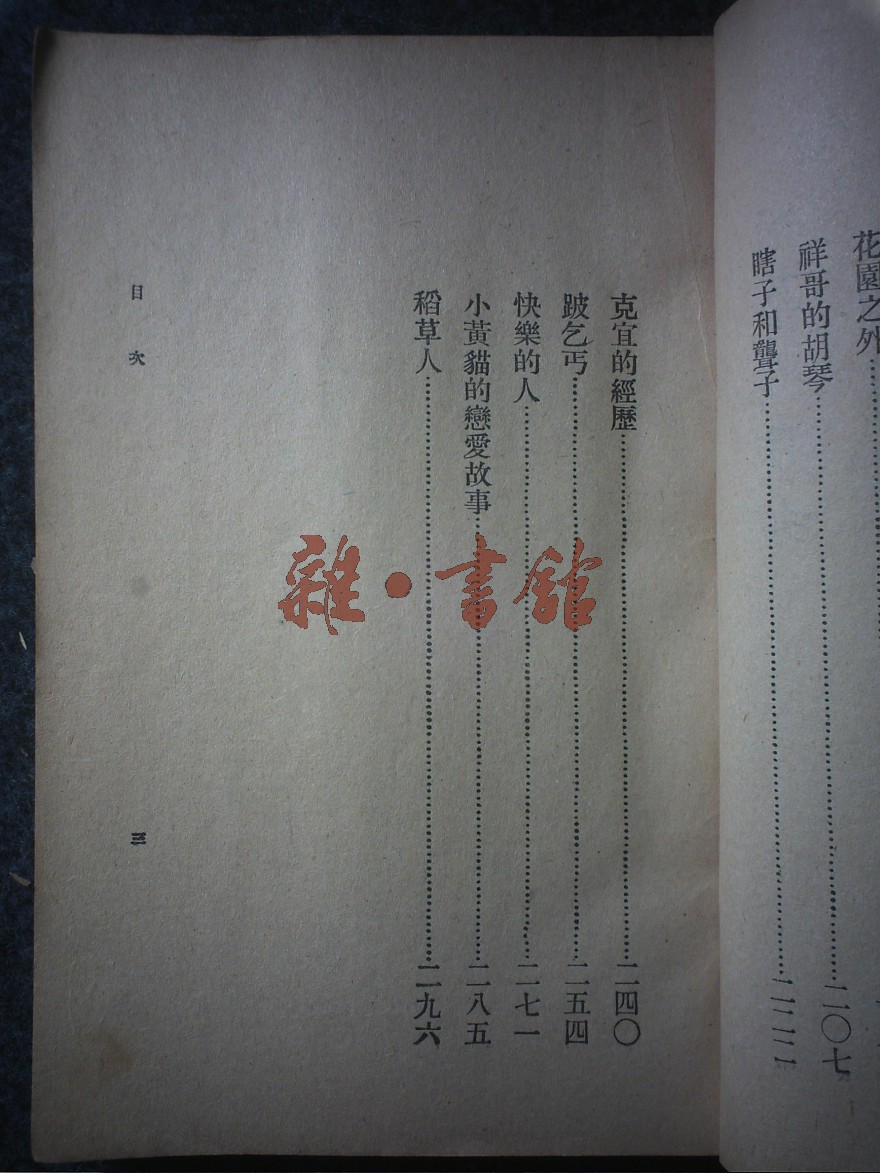 花園之外
祥哥的胡琴 二〇七
瞎子和聾子
克宜的經歷 二四〇
跛乞丐 二五四
快樂的人 二七一
小黃貓的戀愛故事 二八五
稻草人 二九六
目次 三
雜·書館